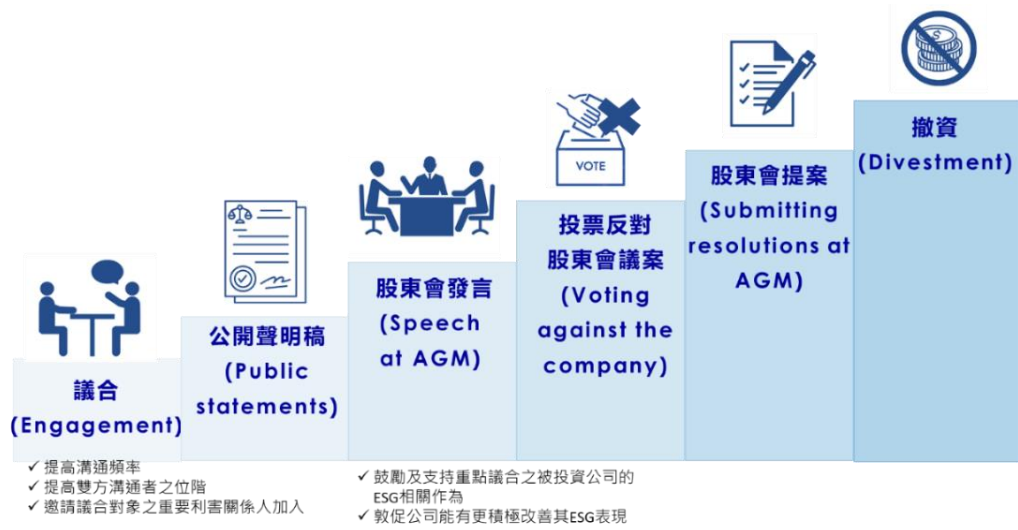 議合
(Engagement)
✓ 提高溝通頻率
✓ 提高雙方溝通者之位階
✓ 邀請議合對象之重要利害關係人加入
公開聲明稿
(Public
statements)
股東會發言
(Speech
at AGM)
✓ 鼓勵及支持重點議合之被投資公司的
ESG相關作為
✓ 敦促公司能有更積極改善其ESG表現
VOTE
投票反對
股東會議案
(Voting
against the
company)
股東會提案
(Submitting
resolutions at
AGM)
$
撤資
(Divestment)